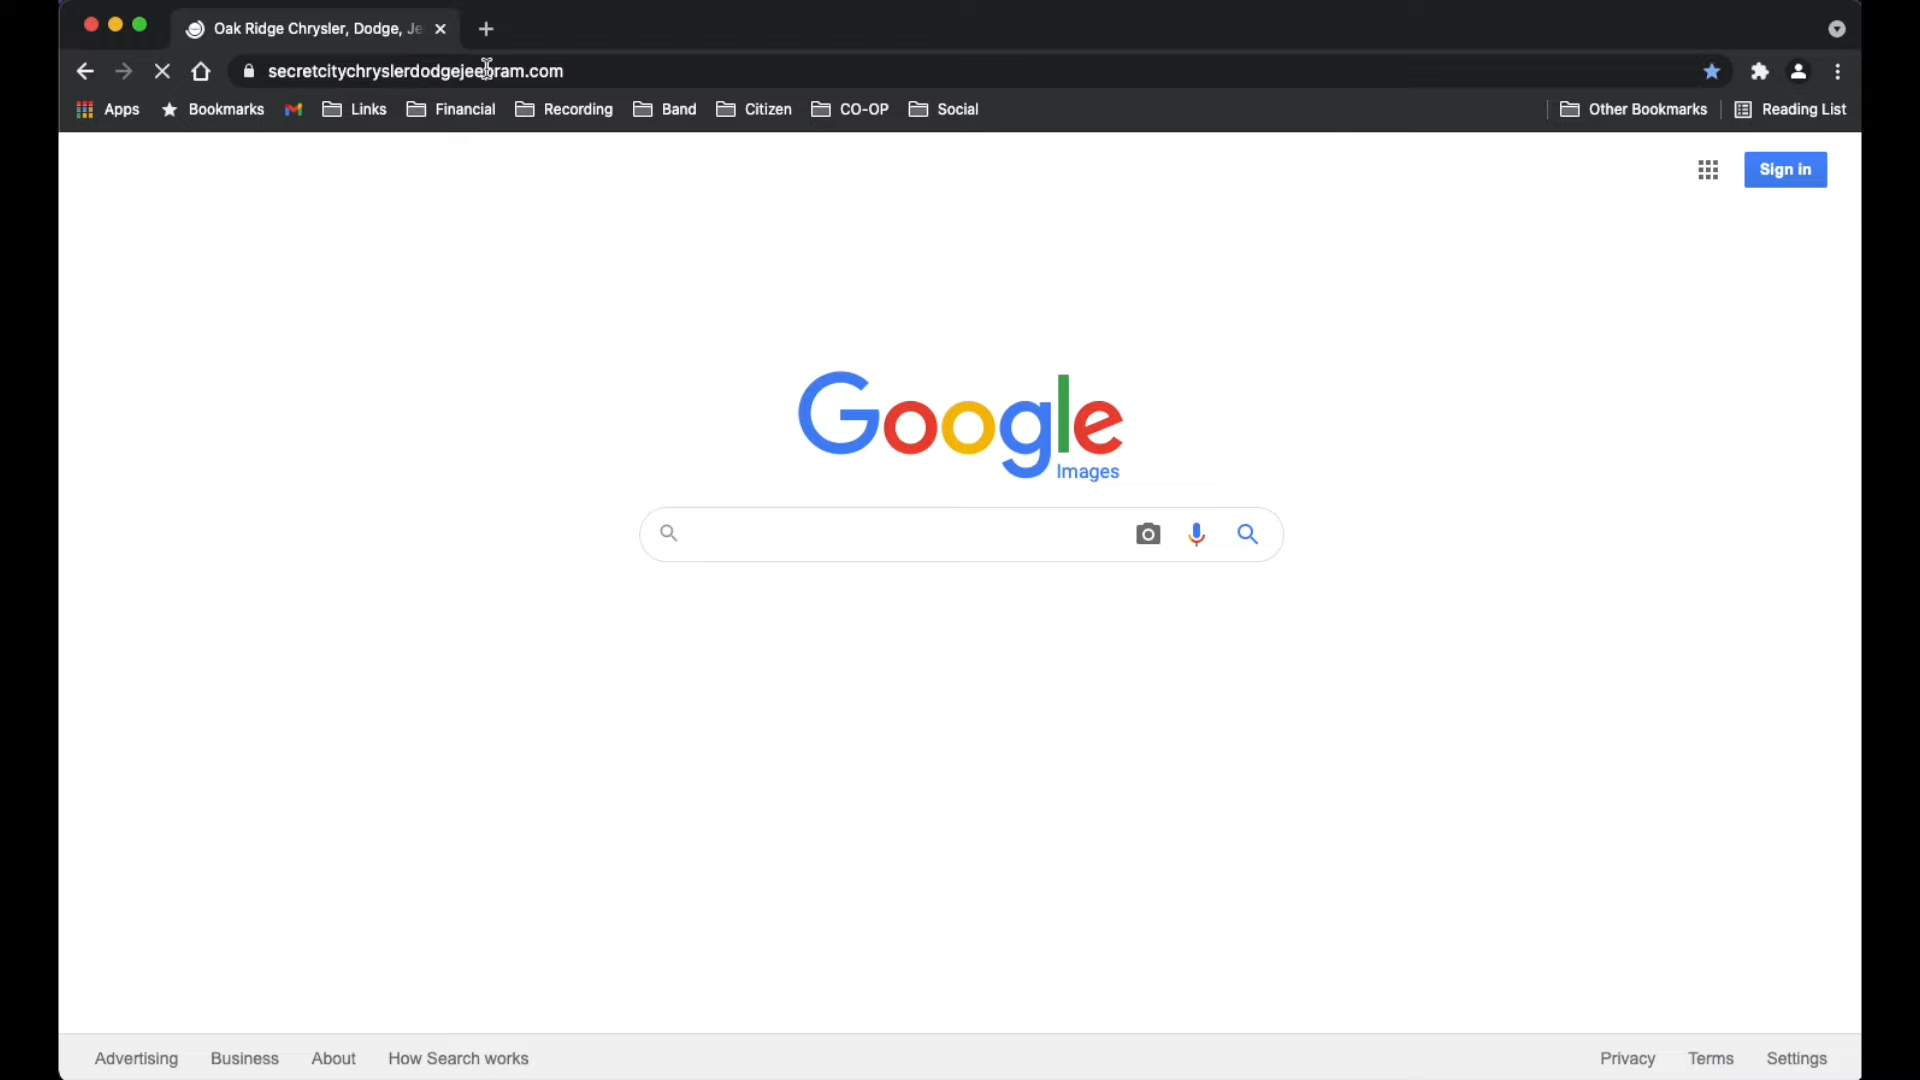 Oak Ridge Chrysler, Dodge, Je
secretcitychryslerdodgejeepram.com
Apps Bookmarks Links Financial Recording Band Citizen CO-OP Social Other Bookmarks Reading List
Sign in
Google
Images
Advertising Business About How Search works Privacy Terms Settings